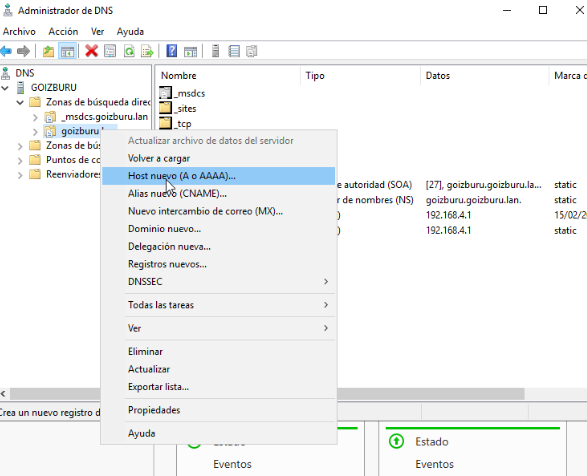 Administrador de DNS
Archivo Acción Ver Ayuda
DNS
GOIZBURU
Zonas de búsqueda direc
_msdcs.goizburu.lan
goizburu.l
Zonas de bú
Puntos de co
Reenviadores
Nombre Tipo Datos Marca d
_msdcs
_sites
_tcp
e autoridad (SOA) [27], goizburu.goizburu.la... static
r de nombres (NS) goizburu.goizburu.lan. static
) 192.168.4.1 15/02/20
) 192.168.4.1 static
Actualizar archivo de datos del servidor
Volver a cargar
Host nuevo (A o AAAA)...
Alias nuevo (CNAME)...
Nuevo intercambio de correo (MX)...
Dominio nuevo...
Delegación nueva...
Registros nuevos...
DNSSEC
Todas las tareas
Ver
Eliminar
Actualizar
Exportar lista...
Propiedades
Ayuda
Crea un nuevo registro d
Estado Estado
Eventos Eventos